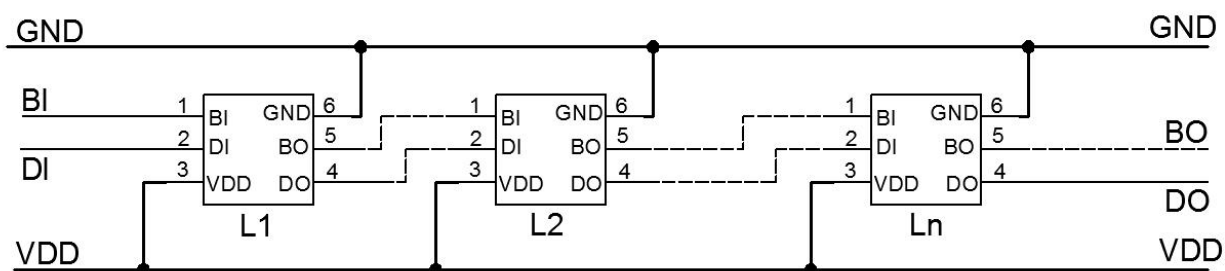 GND GND
BI 1 BI GND 6 1 BI GND 6 1 BI GND 6
DI 2 DI BO 5 2 DI BO 5 2 DI BO 5 BO
3 VDD DO 4 3 VDD DO 4 3 VDD DO 4 DO
L1 L2 Ln
VDD VDD